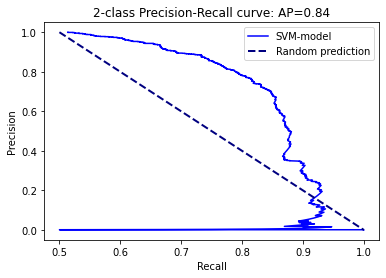 2-class Precision-Recall curve: AP=0.84
SVM-model
Random prediction
Precision
1.0
0.8
0.6
0.4
0.2
0.0
0.5 0.6 0.7 0.8 0.9 1.0
Recall